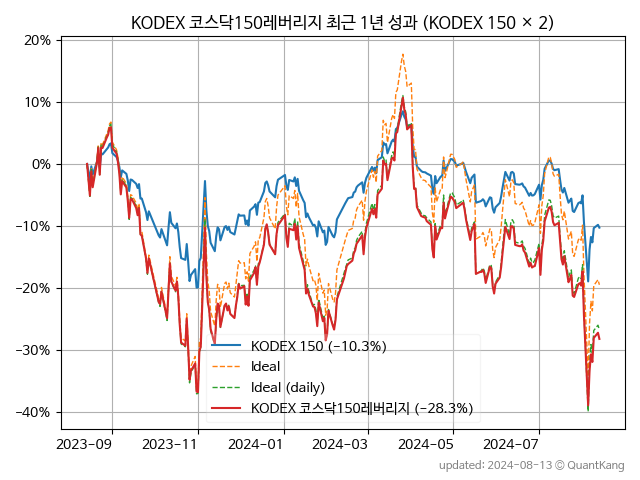 KODEX 코스닥150레버리지 최근 1년 성과 (KODEX 150 × 2)
20%
10%
0%
−10%
−20%
−30%
−40%
KODEX 150 (−10.3%)
Ideal
Ideal (daily)
KODEX 코스닥150레버리지 (−28.3%)
2023-09 2023-11 2024-01 2024-03 2024-05 2024-07
updated: 2024-08-13 ⓒ QuantKang